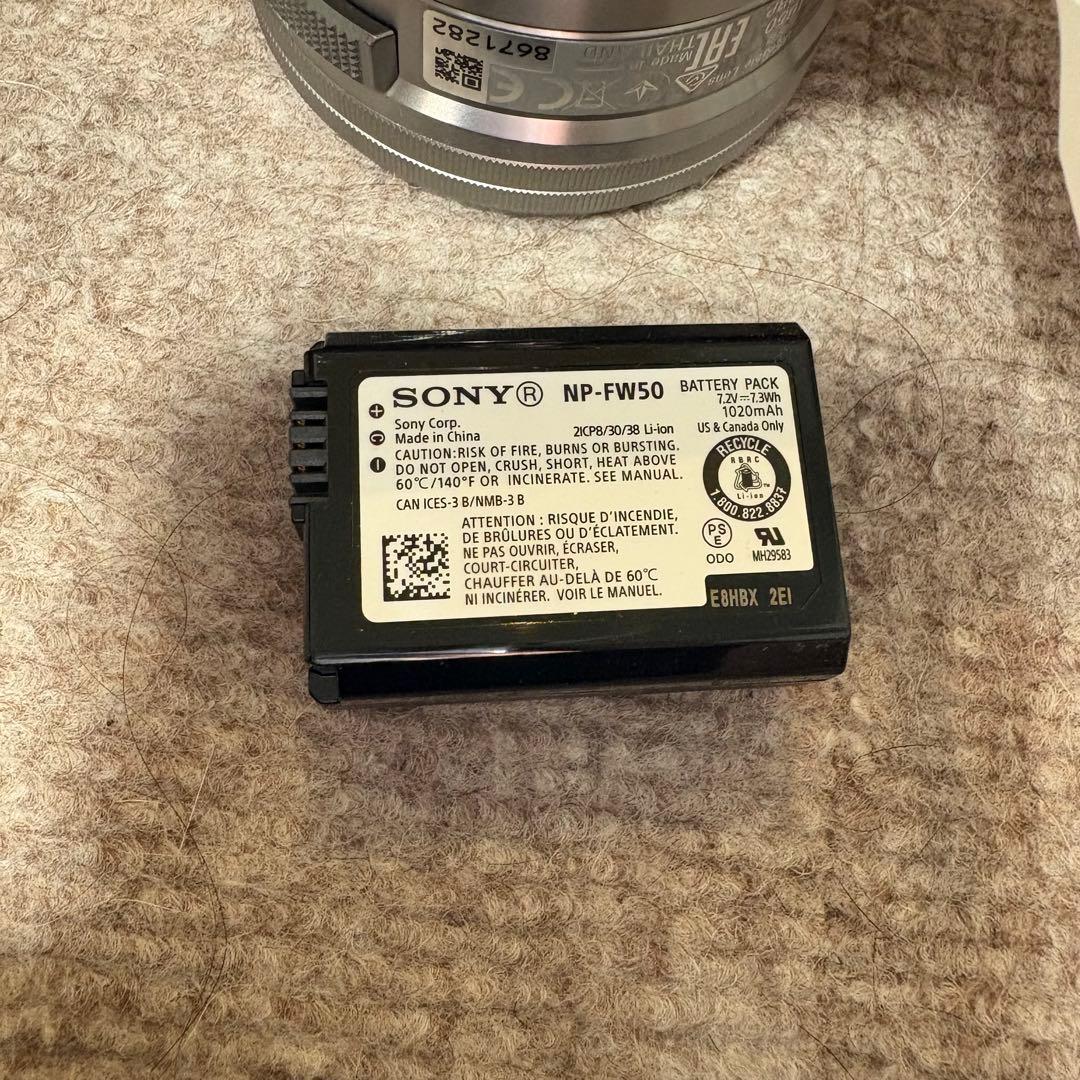 8671282
Made in
THAILAND
EAC
CE
SONY® NP-FW50 BATTERY PACK
7.2V⎓7.3Wh
1020mAh
Sony Corp.
Made in China 2ICP8/30/38 Li-ion US & Canada Only
CAUTION:RISK OF FIRE, BURNS OR BURSTING.
DO NOT OPEN, CRUSH, SHORT, HEAT ABOVE
60℃/140°F OR INCINERATE. SEE MANUAL.
CAN ICES-3 B/NMB-3 B
RECYCLE
RBRC
Li-ion
1.800.822.8837
ATTENTION : RISQUE D'INCENDIE,
DE BRÛLURES OU D'ÉCLATEMENT.
NE PAS OUVRIR, ÉCRASER,
COURT-CIRCUITER,
CHAUFFER AU-DELÀ DE 60℃
NI INCINÉRER. VOIR LE MANUEL.
PS
E
ODO
MH29583
E8HBX 2EI